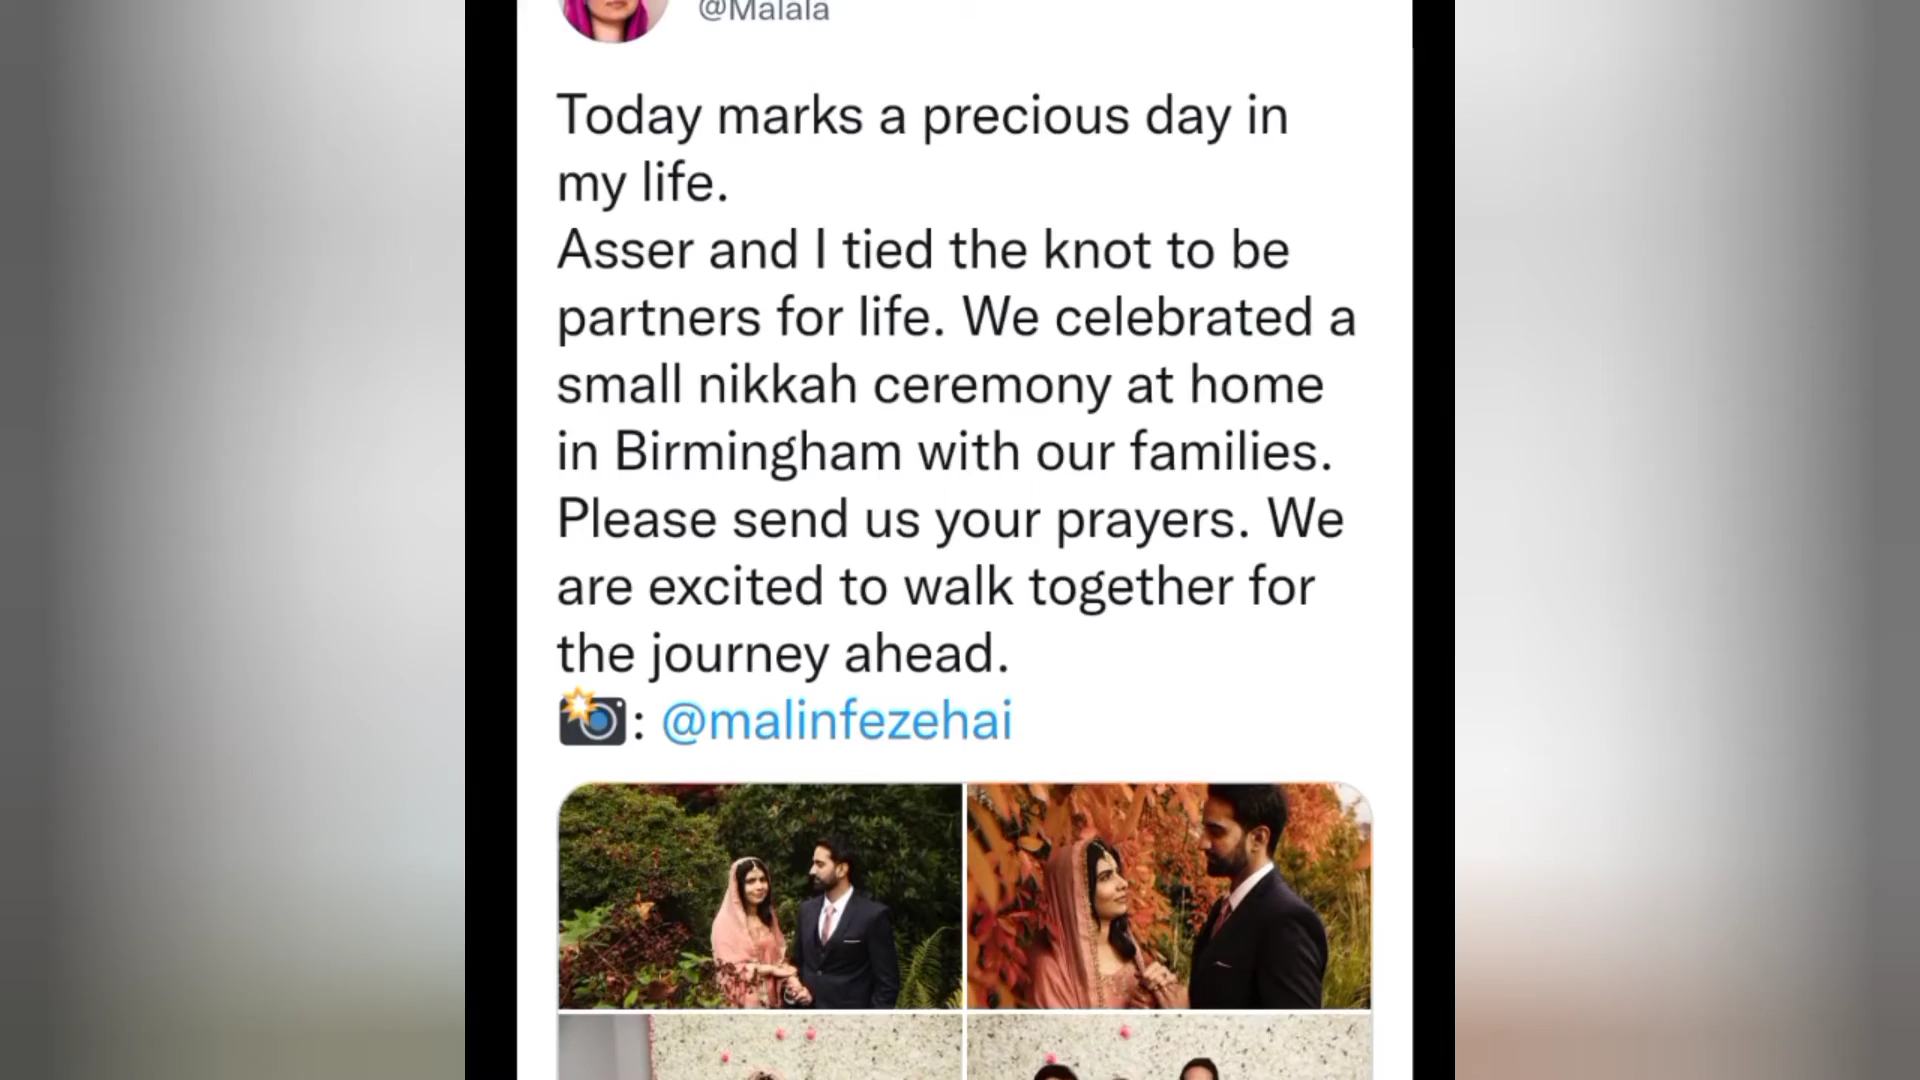 @Malala
Today marks a precious day in
my life.
Asser and I tied the knot to be
partners for life. We celebrated a
small nikkah ceremony at home
in Birmingham with our families.
Please send us your prayers. We
are excited to walk together for
the journey ahead.
📸: @malinfezehai